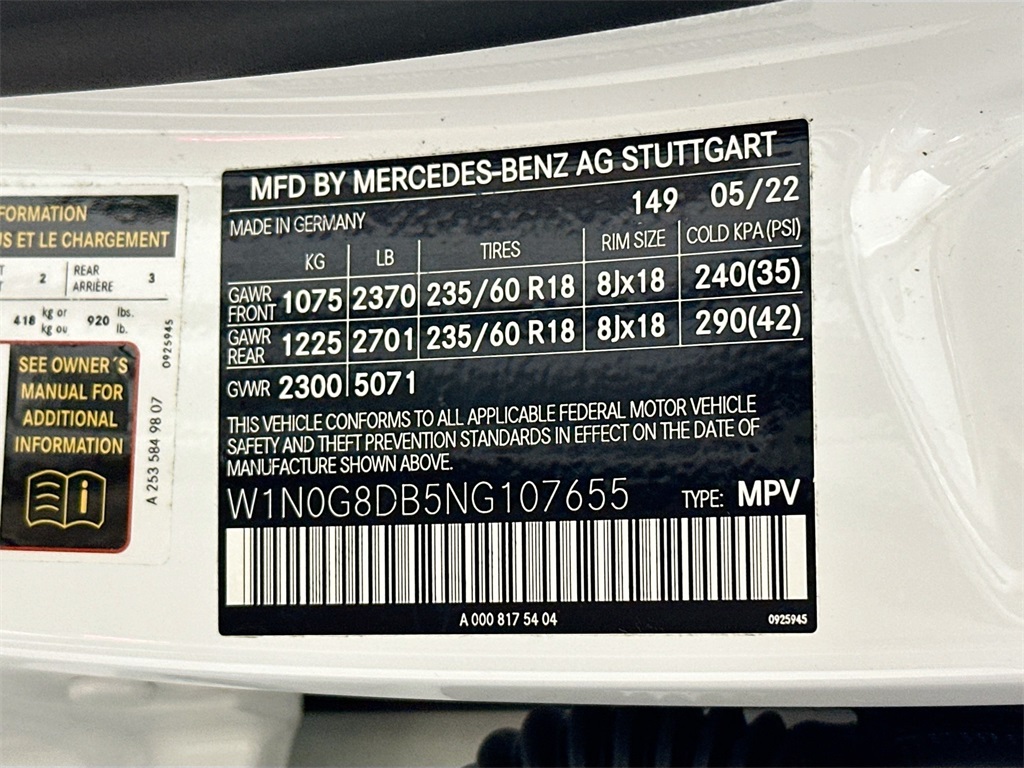 FORMATION
US ET LE CHARGEMENT
2 REAR ARRIÈRE 3
418 kg or kg ou 920 lbs. lb.
0925945
SEE OWNER´S
MANUAL FOR
ADDITIONAL
INFORMATION
A 253 584 98 07
MFD BY MERCEDES-BENZ AG STUTTGART
MADE IN GERMANY 149 05/22
KG LB TIRES RIM SIZE COLD KPA (PSI)
GAWR FRONT 1075 2370 235/60 R18 8Jx18 240(35)
GAWR REAR 1225 2701 235/60 R18 8Jx18 290(42)
GVWR 2300 5071
THIS VEHICLE CONFORMS TO ALL APPLICABLE FEDERAL MOTOR VEHICLE
SAFETY AND THEFT PREVENTION STANDARDS IN EFFECT ON THE DATE OF
MANUFACTURE SHOWN ABOVE.
W1N0G8DB5NG107655 TYPE: MPV
A 000 817 54 04 0925945